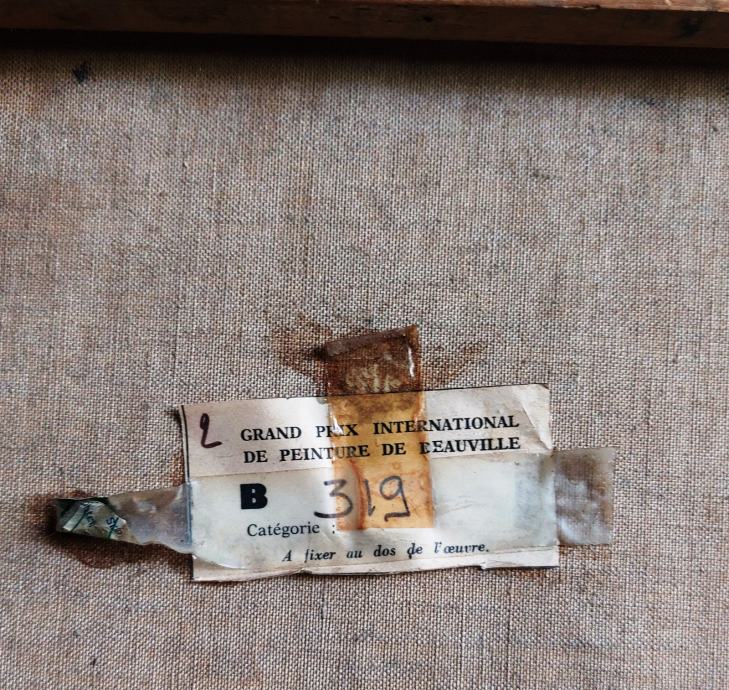 2
GRAND PRIX INTERNATIONAL
DE PEINTURE DE DEAUVILLE
B 319
Catégorie :
A fixer au dos de l'œuvre.